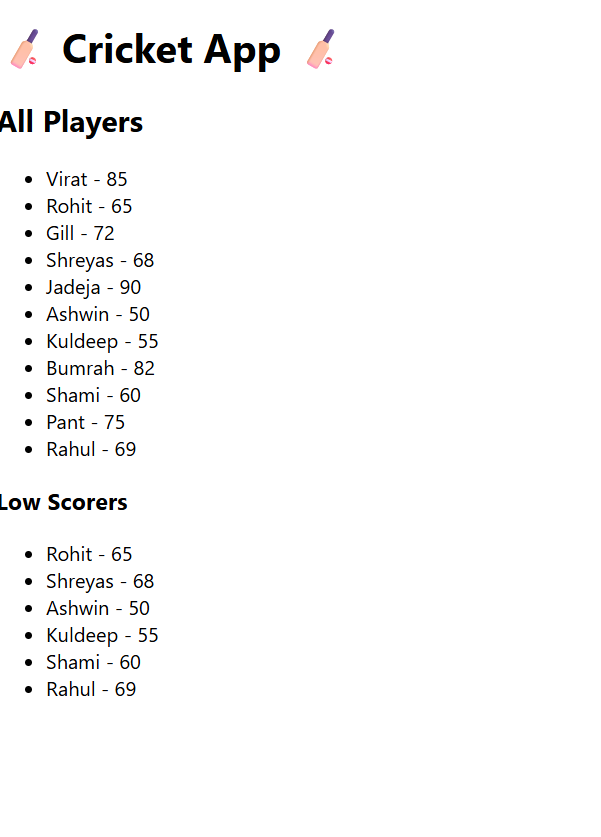 Cricket App
All Players
Virat - 85
Rohit - 65
Gill - 72
Shreyas - 68
Jadeja - 90
Ashwin - 50
Kuldeep - 55
Bumrah - 82
Shami - 60
Pant - 75
Rahul - 69
Low Scorers
Rohit - 65
Shreyas - 68
Ashwin - 50
Kuldeep - 55
Shami - 60
Rahul - 69